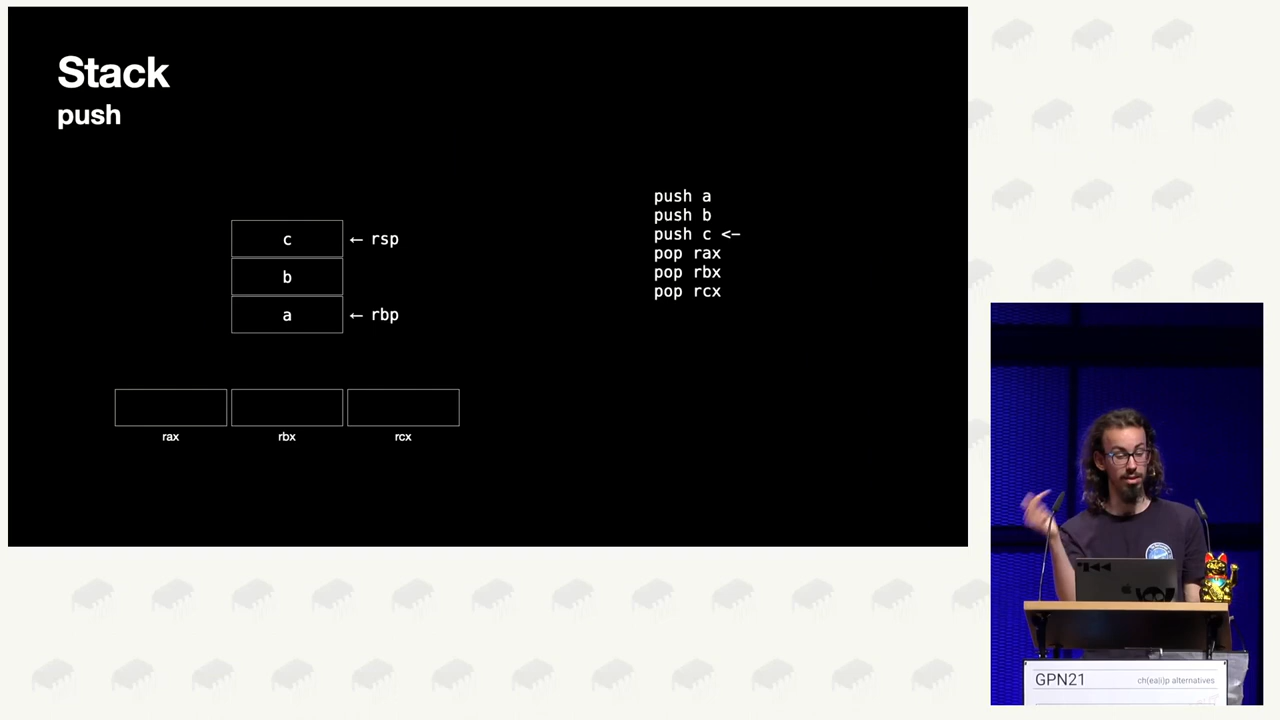 Stack
push
c
← rsp
b
a
← rbp
rax
rbx
rcx
push a
push b
push c <-
pop rax
pop rbx
pop rcx
GPN21
ch(ea(i)p alternatives